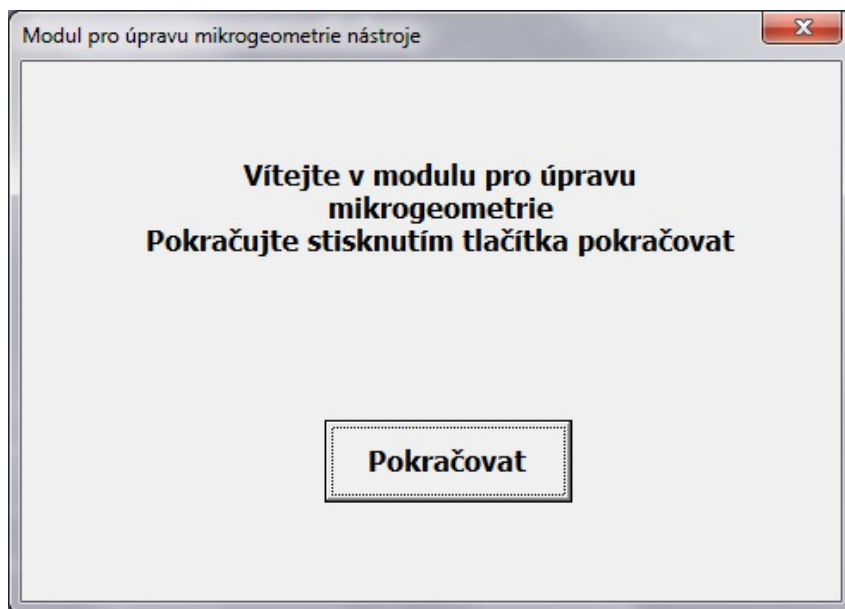 Modul pro úpravu mikrogeometrie nástroje
Vítejte v modulu pro úpravu
mikrogeometrie
Pokračujte stisknutím tlačítka pokračovat
Pokračovat